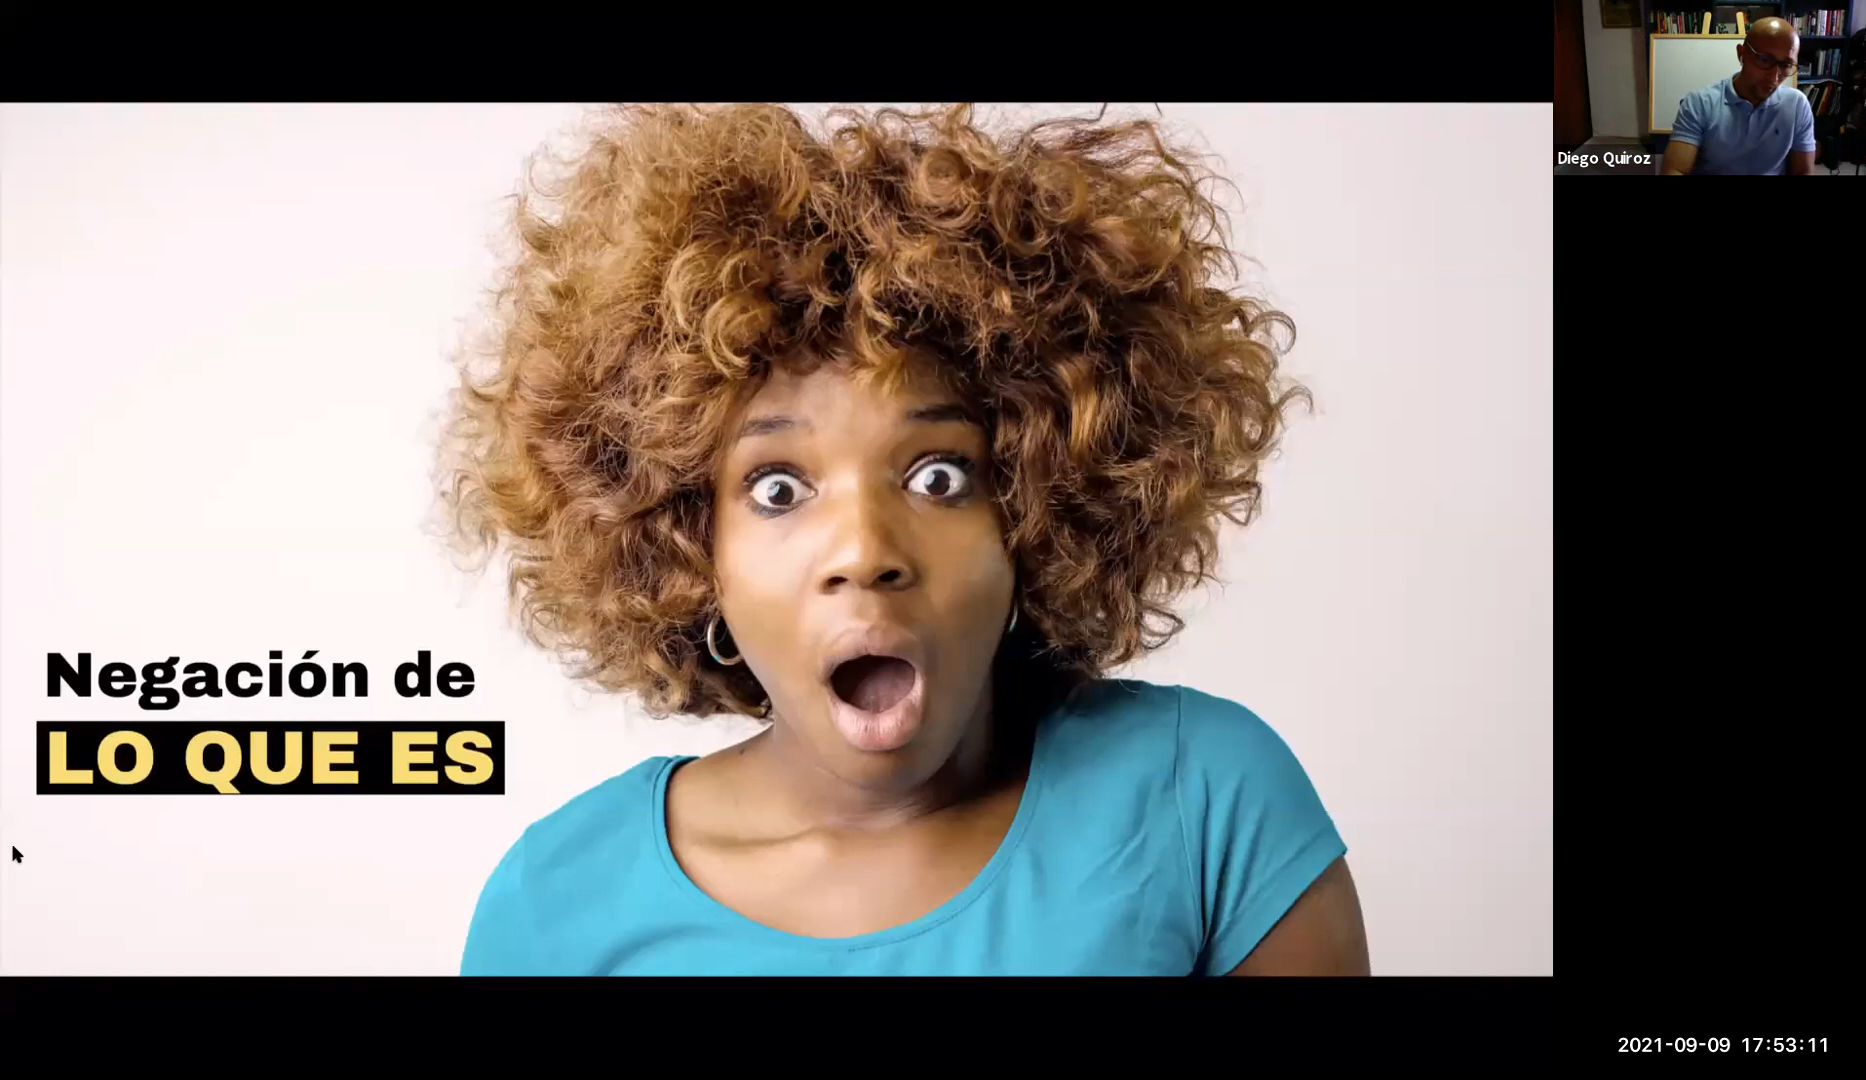 Diego Quiroz
Negación de
LO QUE ES
2021-09-09 17:53:11